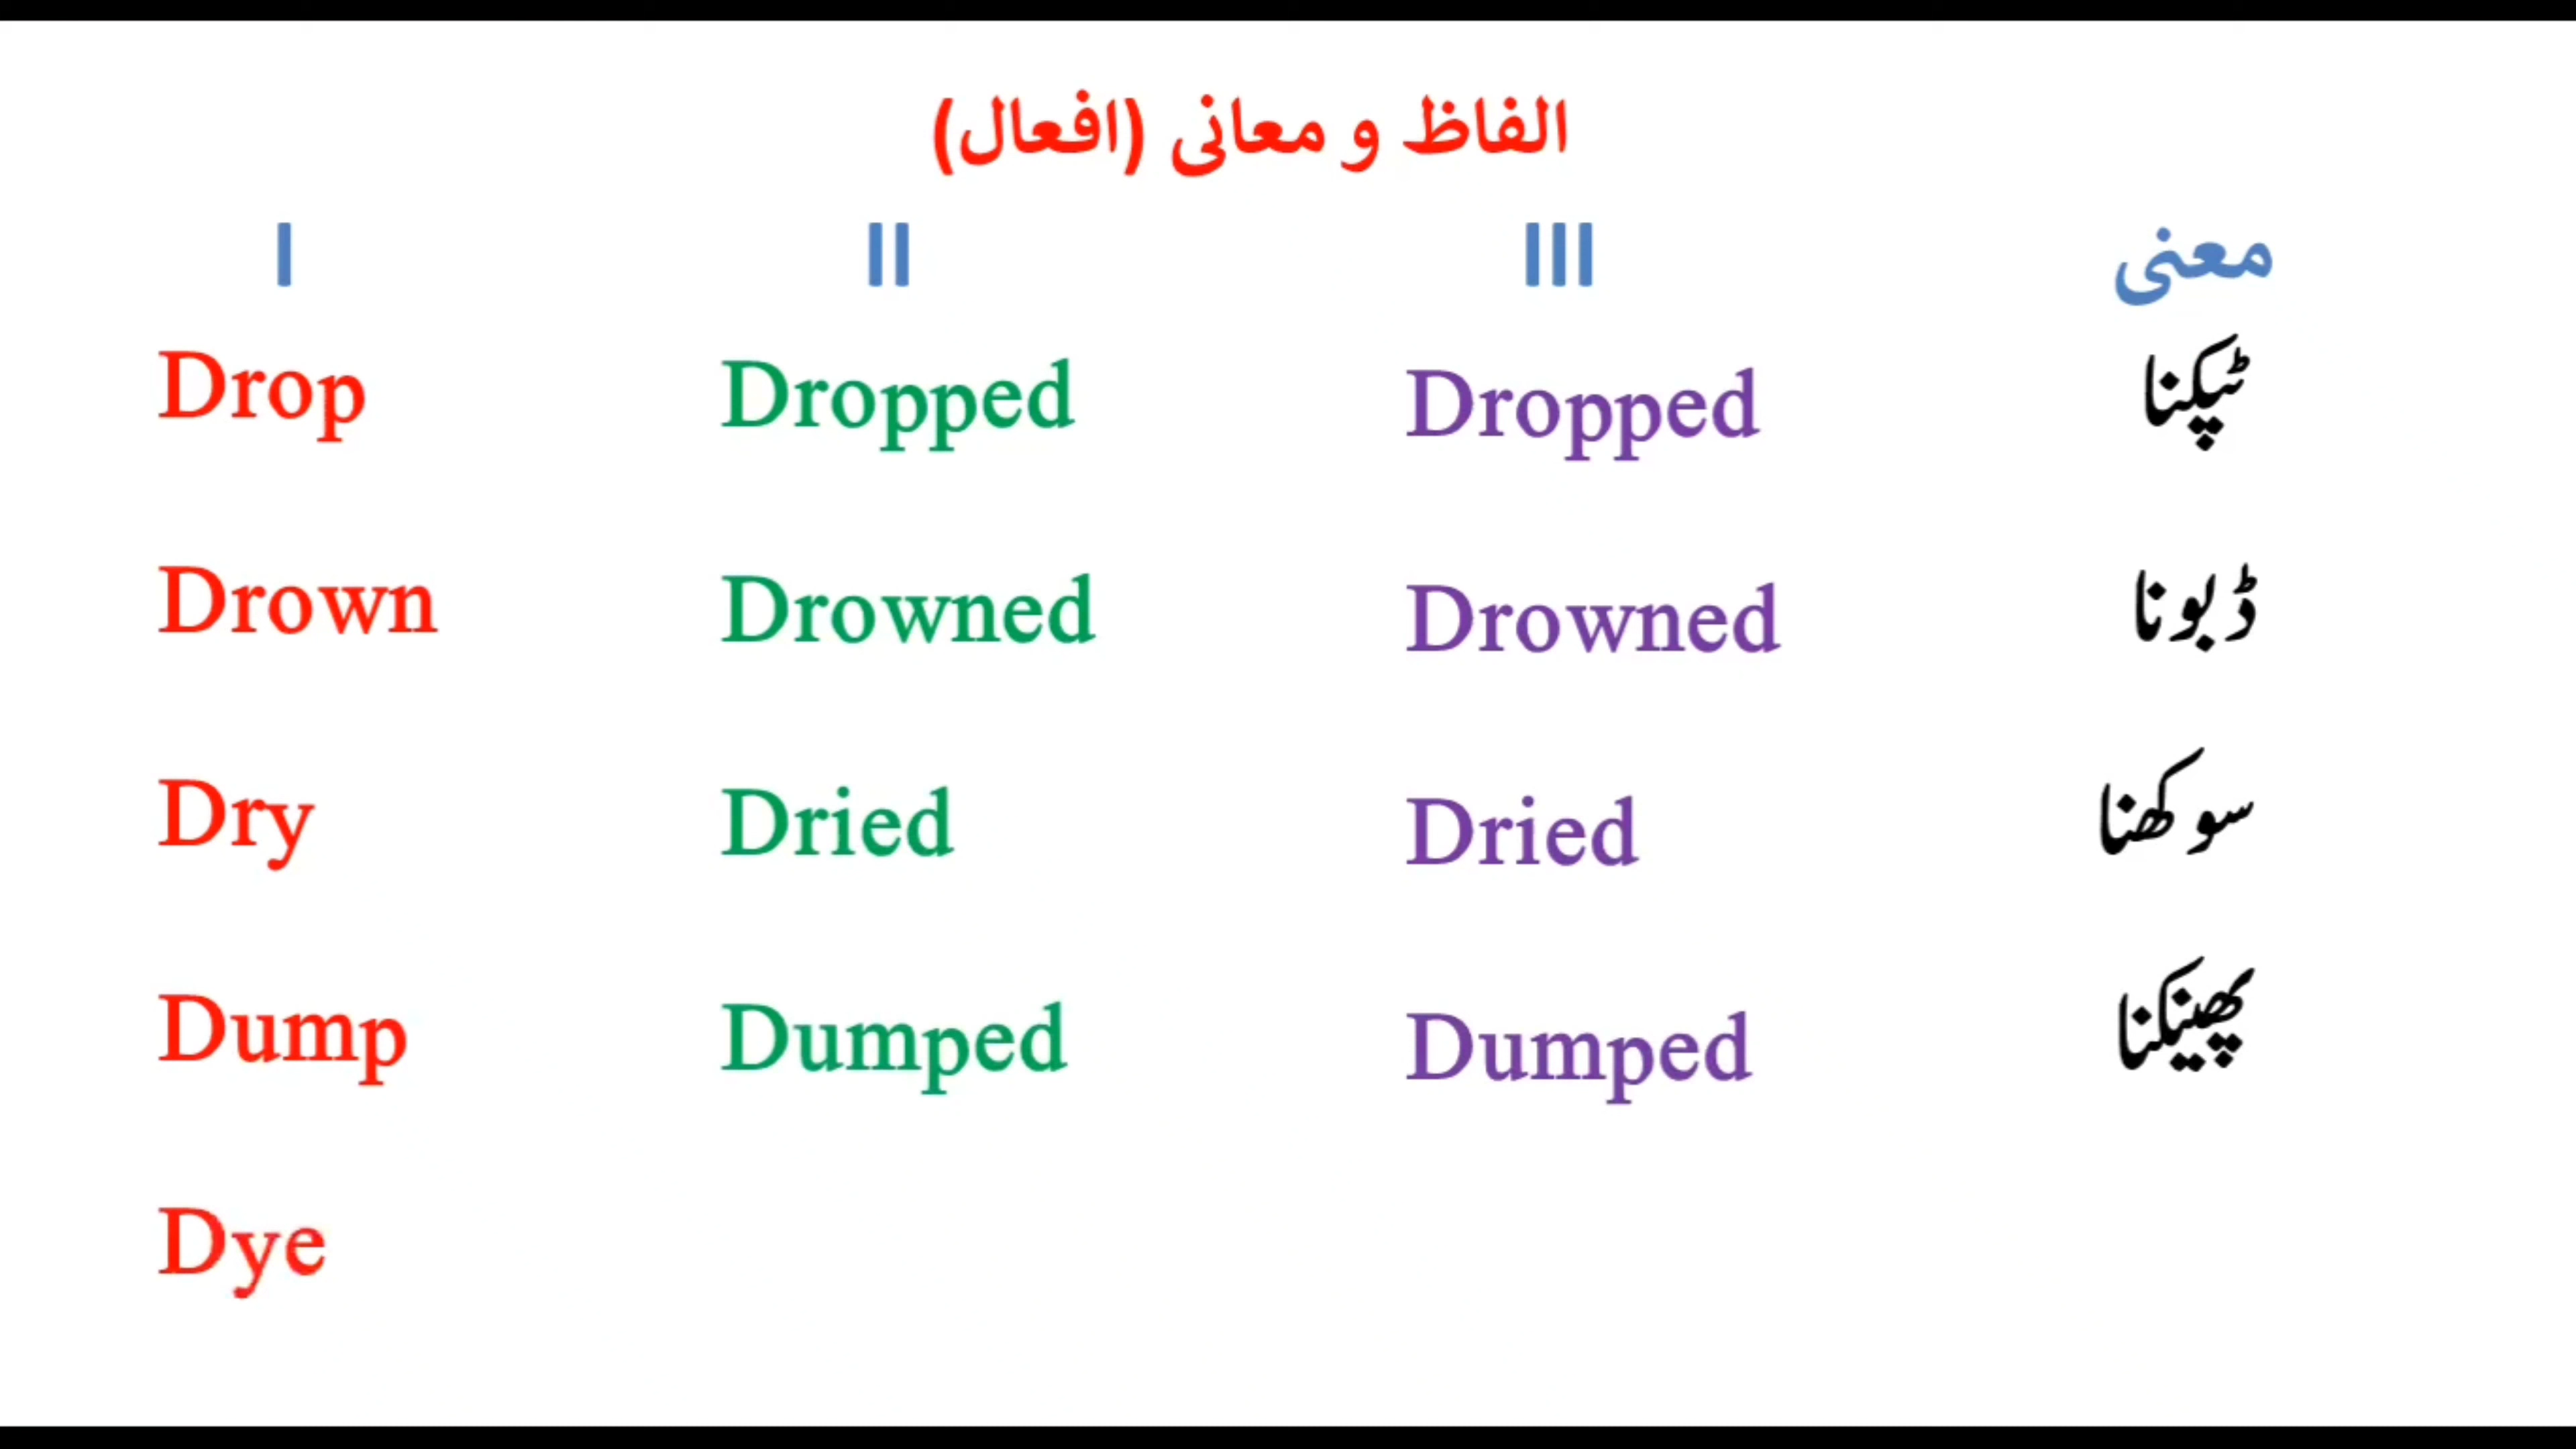 الفاظ و معانی (افعال)
I II III معنی
Drop Dropped Dropped ٹپکنا
Drown Drowned Drowned ڈبونا
Dry Dried Dried سوکھنا
Dump Dumped Dumped پھینکنا
Dye